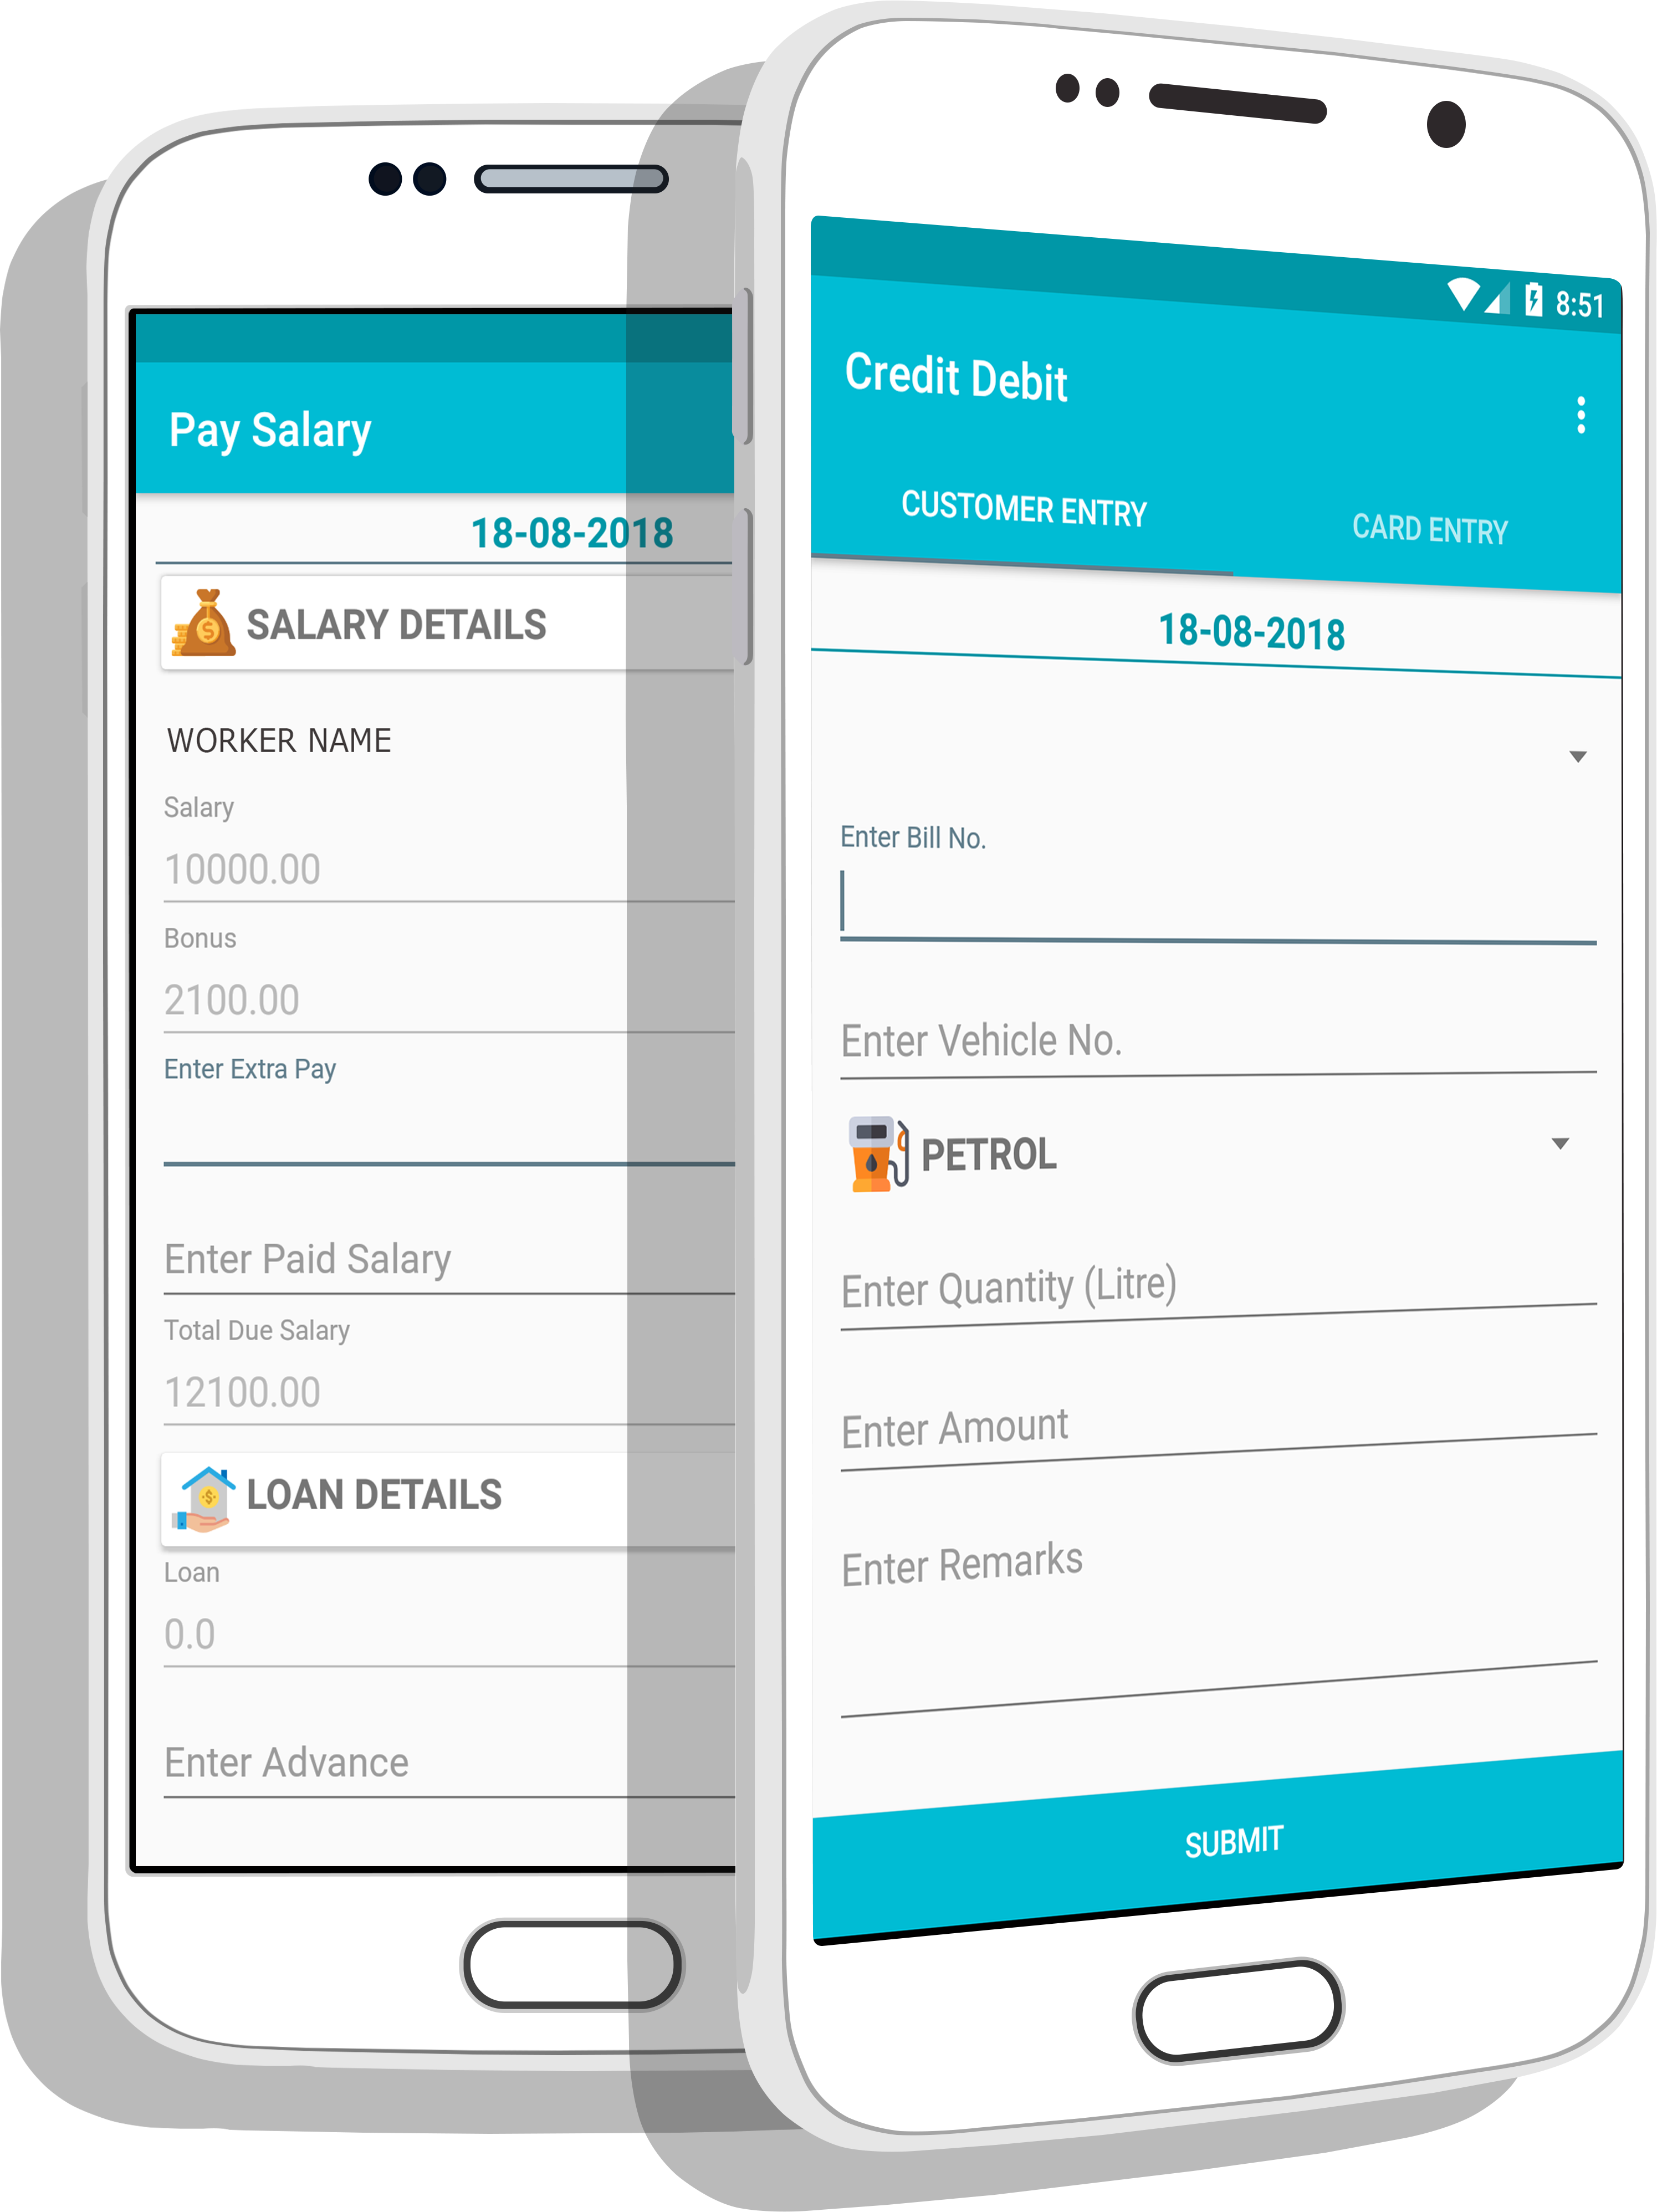 Pay Salary
18-08-2018
SALARY DETAILS
WORKER NAME
Salary
10000.00
Bonus
2100.00
Enter Extra Pay
Enter Paid Salary
Total Due Salary
12100.00
LOAN DETAILS
Loan
0.0
Enter Advance
8:51
Credit Debit
CUSTOMER ENTRY CARD ENTRY
18-08-2018
Enter Bill No.
Enter Vehicle No.
PETROL
Enter Quantity (Litre)
Enter Amount
Enter Remarks
SUBMIT